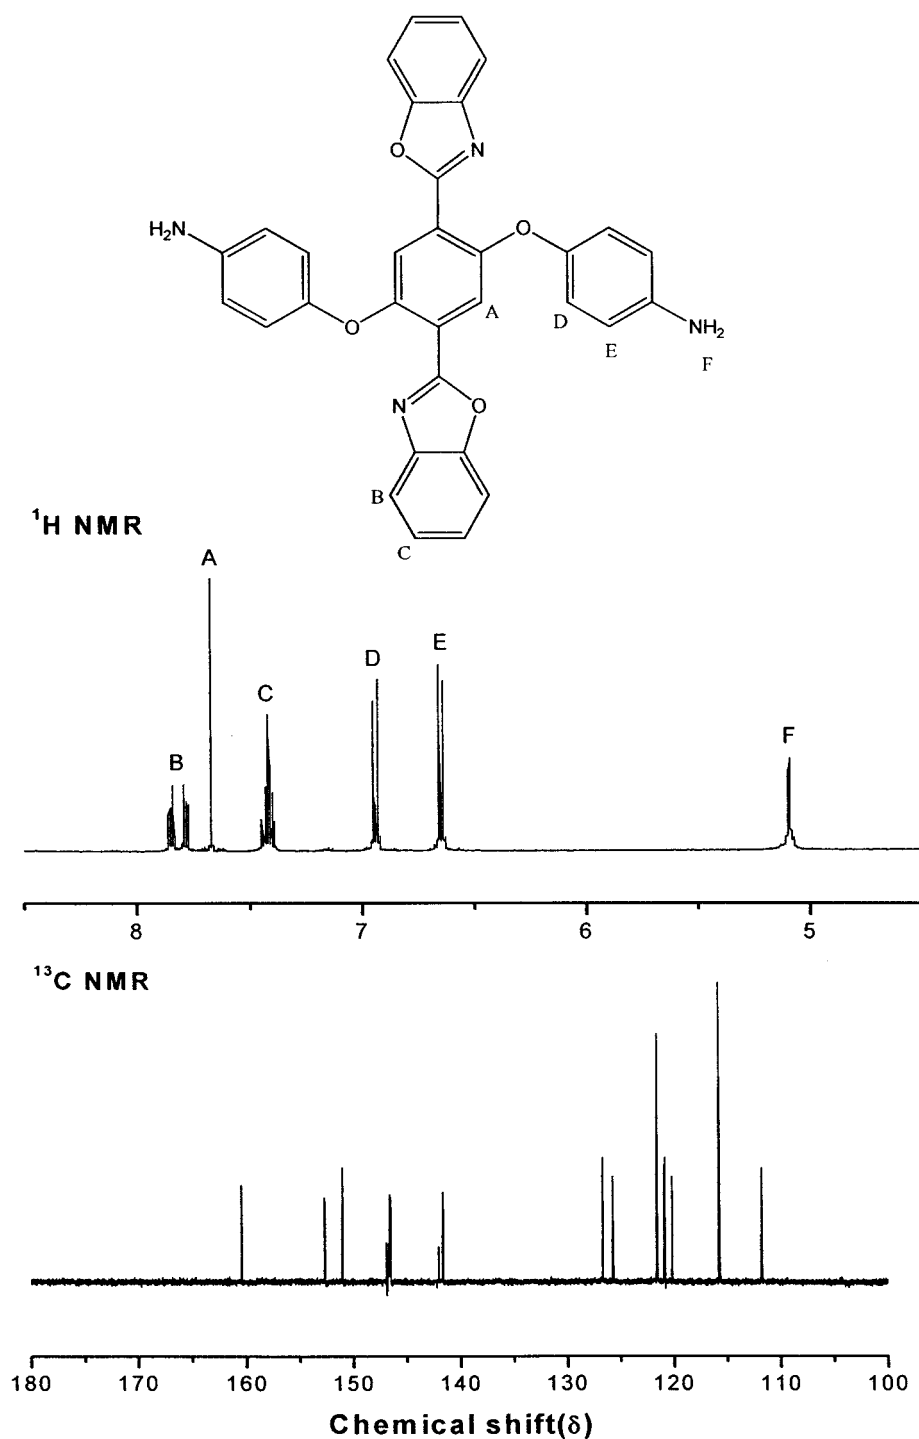 O N
H₂N O
A D NH₂
O E F
N O
B
C
¹H NMR
A
B C D E F
8 7 6 5
¹³C NMR
180 170 160 150 140 130 120 110 100
Chemical shift(δ)